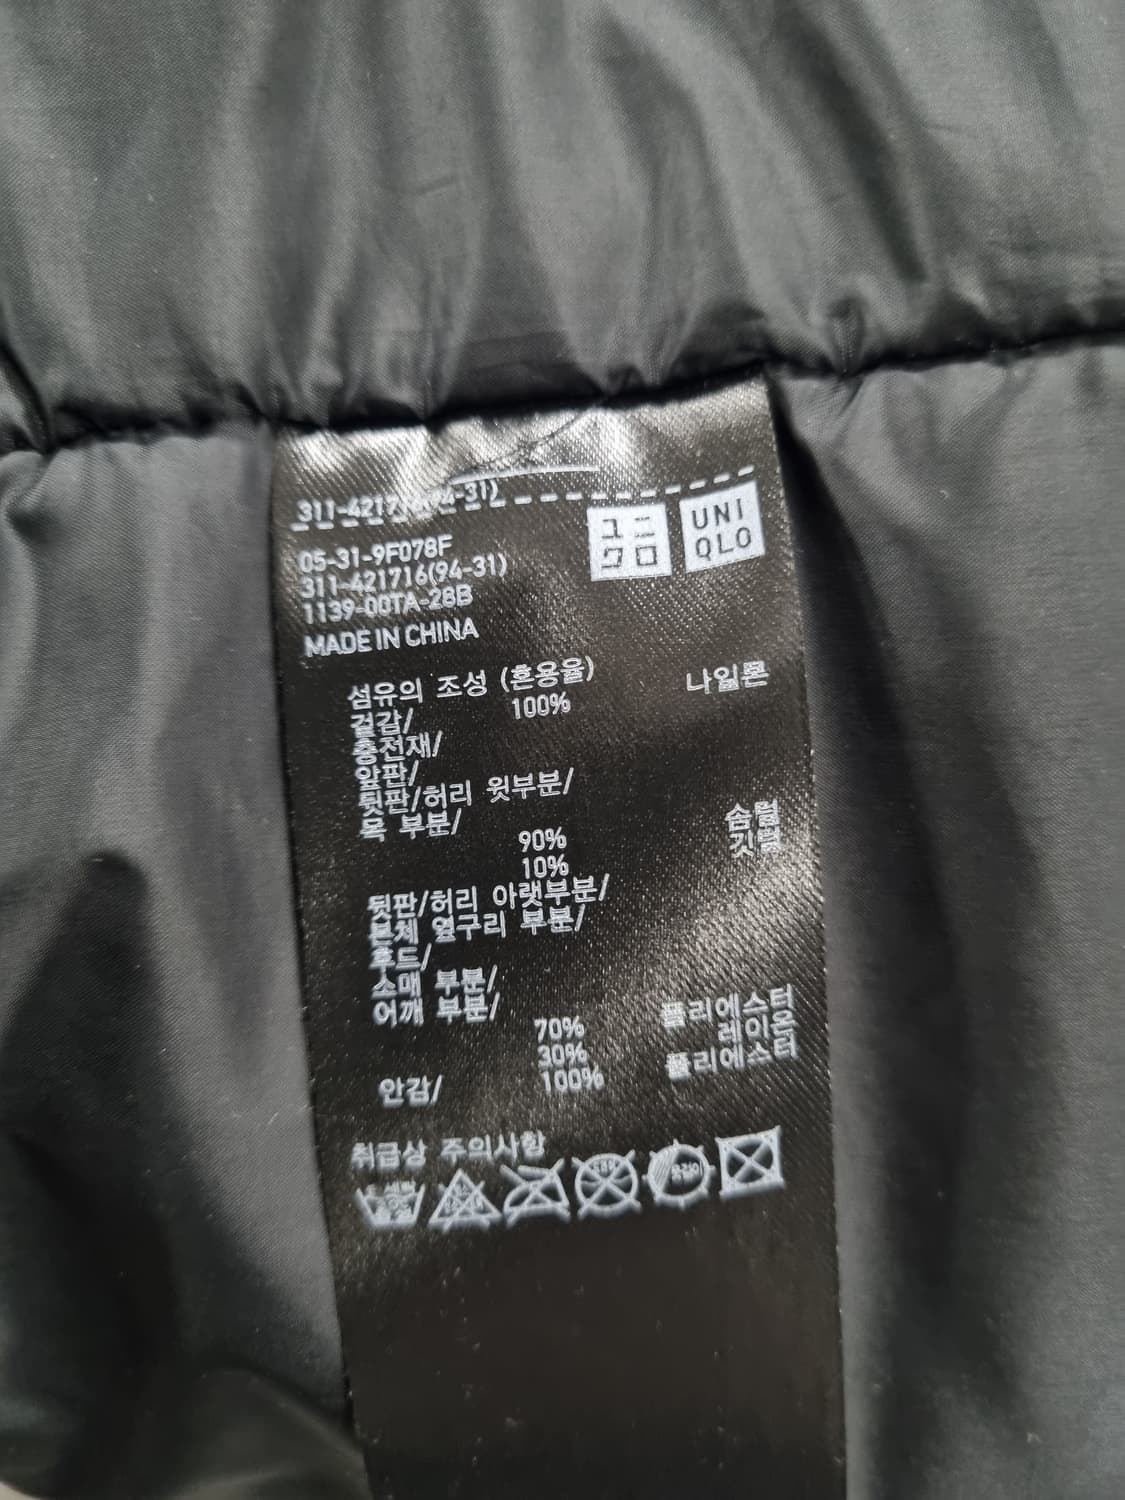 311-421716(94-31)
ユニ
クロ
UNI
QLO
05-31-9F078F
311-421716(94-31)
1139-00TA-28B
MADE IN CHINA
섬유의 조성 (혼용율)
겉감/ 100% 나일론
충전재/
앞판/
뒷판/허리 윗부분/
목 부분/
90% 솜털
10% 깃털
뒷판/허리 아랫부분/
본체 옆구리 부분/
후드/
소매 부분/
어깨 부분/
70% 폴리에스터
30% 레이온
안감/ 100% 폴리에스터
취급상 주의사항